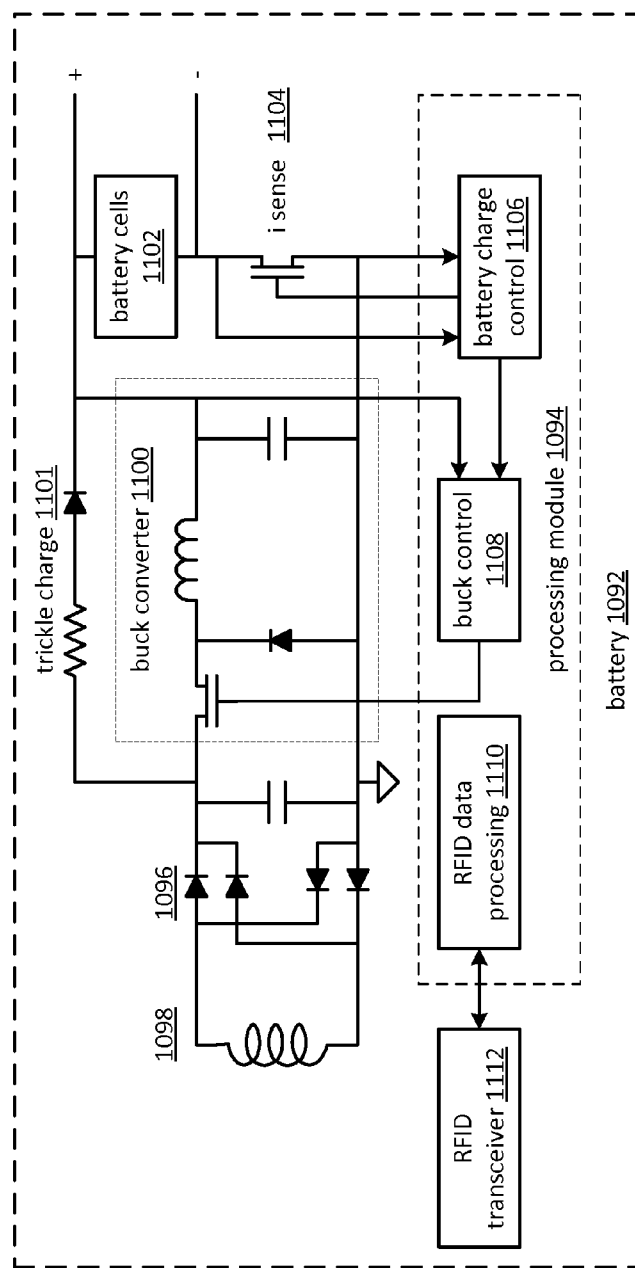 trickle charge 1101
+
-
battery cells
1102
i sense 1104
buck converter 1100
1096
1098
battery charge
control 1106
buck control
1108
RFID data
processing 1110
RFID
transceiver 1112
processing module 1094
battery 1092